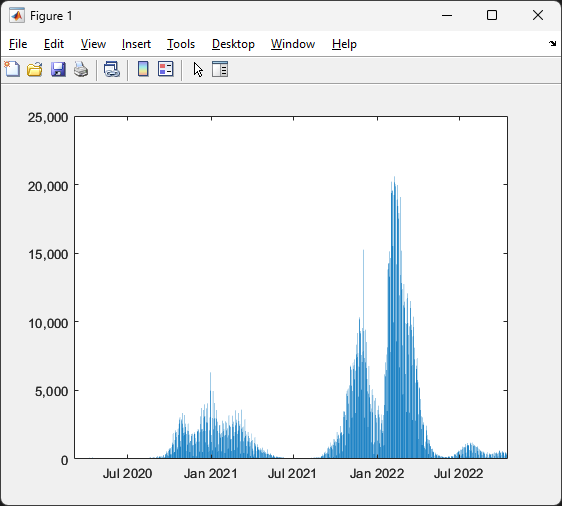 Figure 1
File Edit View Insert Tools Desktop Window Help
25,000
20,000
15,000
10,000
5,000
0
Jul 2020 Jan 2021 Jul 2021 Jan 2022 Jul 2022